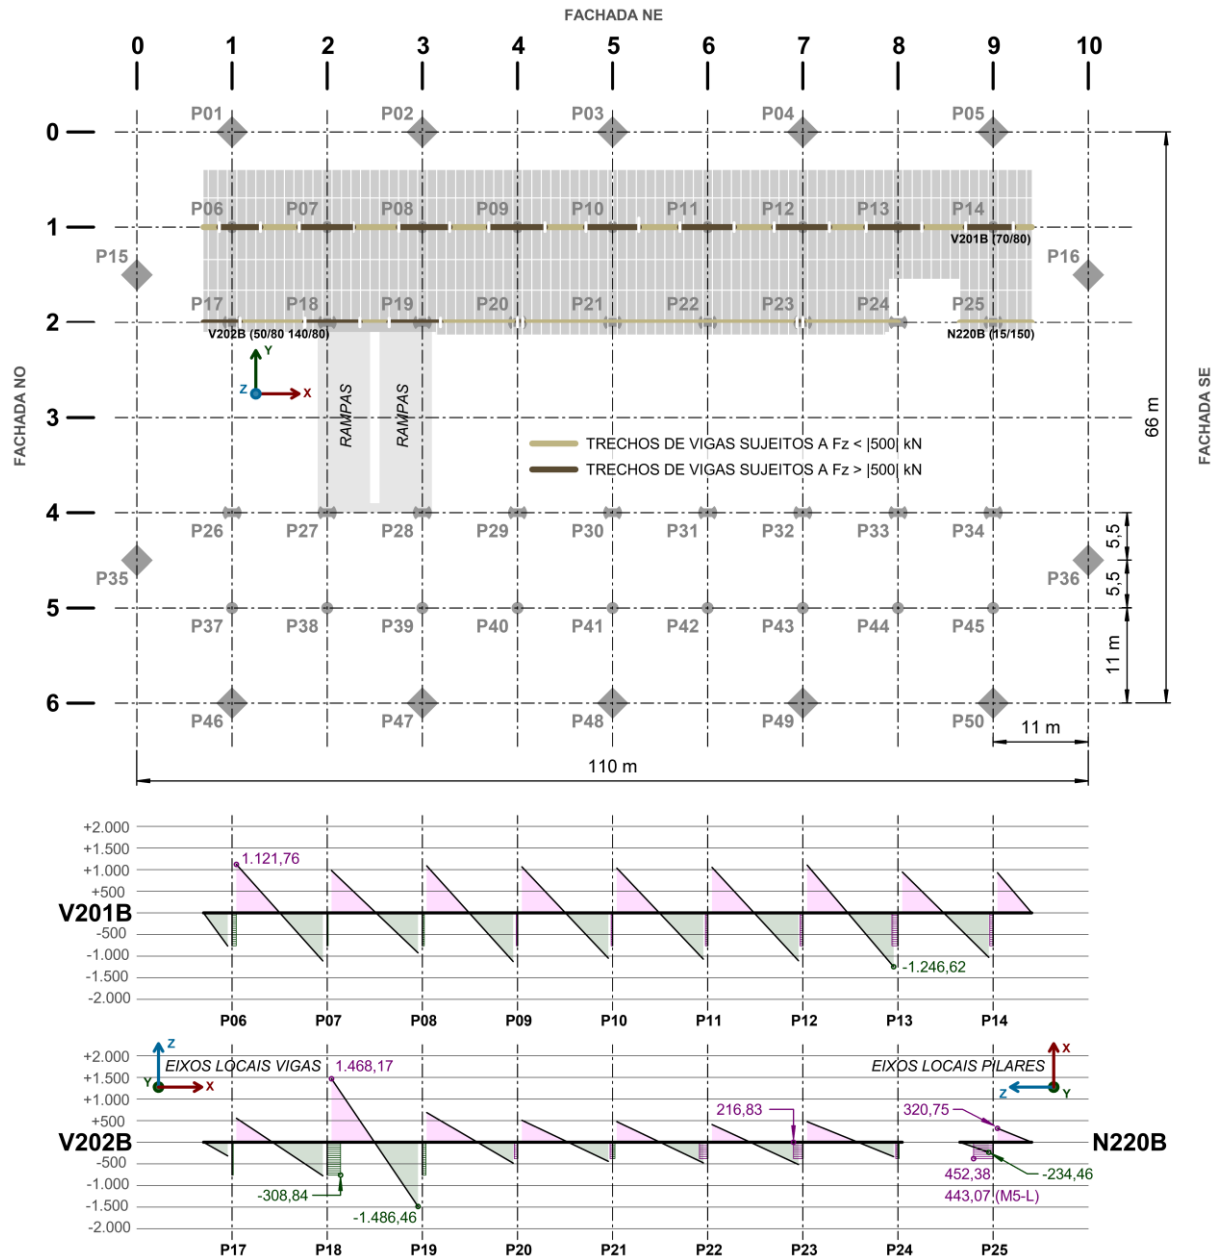 FACHADA NE
0 1 2 3 4 5 6 7 8 9 10
P01 P02 P03 P04 P05
0
P06 P07 P08 P09 P10 P11 P12 P13 P14
1
V201B (70/80)
P15 P16
P17 P18 P19 P20 P21 P22 P23 P24 P25
2
V202B (50/80 140/80) N220B (15/150)
Y
Z X
RAMPAS RAMPAS
FACHADA NO
FACHADA SE
66 m
3
TRECHOS DE VIGAS SUJEITOS A Fz < |500| kN
TRECHOS DE VIGAS SUJEITOS A Fz > |500| kN
4
P26 P27 P28 P29 P30 P31 P32 P33 P34
5,5
P35 P36
5,5
5
P37 P38 P39 P40 P41 P42 P43 P44 P45
11 m
6
P46 P47 P48 P49 P50
11 m
110 m
+2.000
+1.500
+1.000
+500
V201B
-500
-1.000
-1.500
-2.000
1.121,76
-1.246,62
P06 P07 P08 P09 P10 P11 P12 P13 P14
Z
Y X
EIXOS LOCAIS VIGAS
1.468,17
EIXOS LOCAIS PILARES
X
Z Y
+2.000
+1.500
+1.000
+500
V202B
-500
-1.000
-1.500
-2.000
216,83
320,75
N220B
-308,84
-1.486,46
452,38
-234,46
443,07 (M5-L)
P17 P18 P19 P20 P21 P22 P23 P24 P25